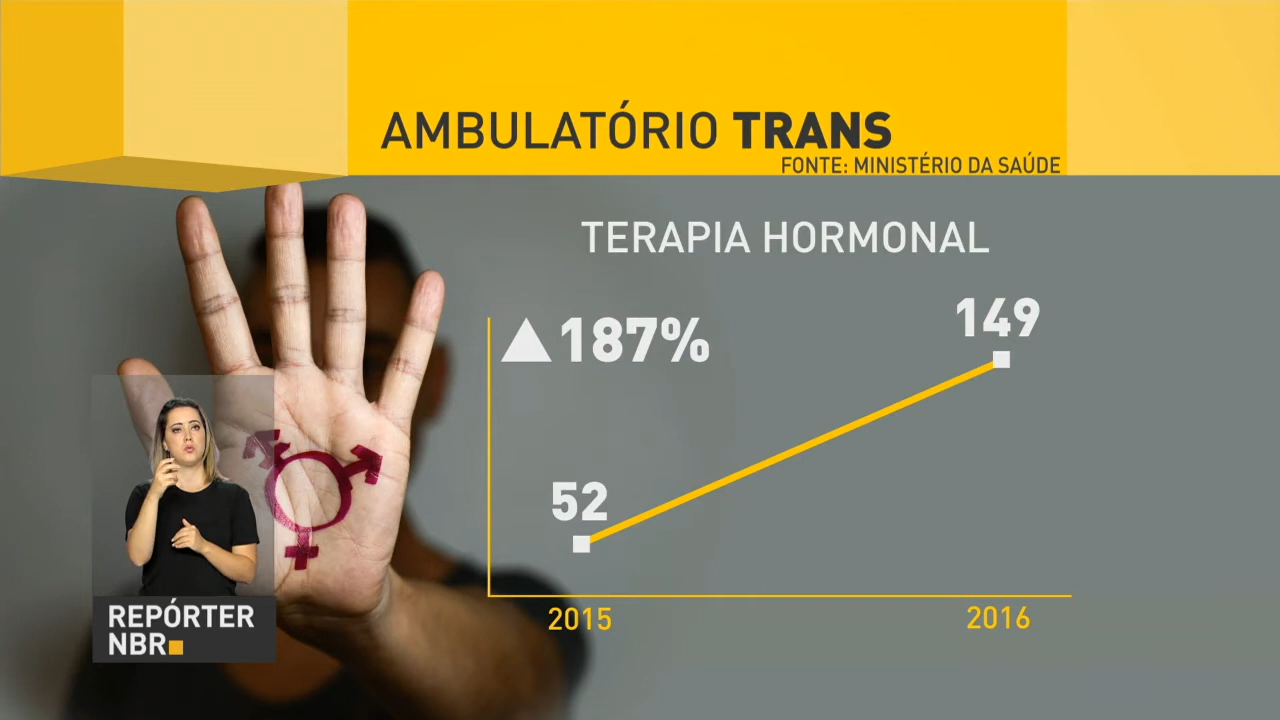 AMBULATÓRIO TRANS
FONTE: MINISTÉRIO DA SAÚDE
TERAPIA HORMONAL
▲187%
149
52
2015
2016
REPÓRTER
NBR